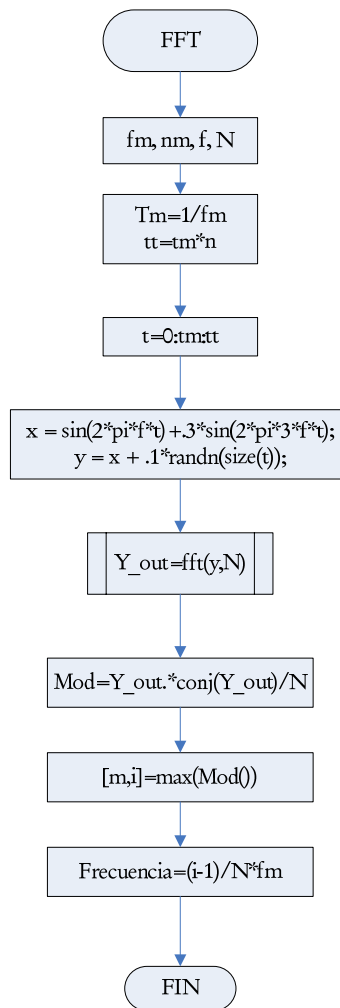 FFT
fm, nm, f, N
Tm=1/fm
tt=tm*n
t=0:tm:tt
x = sin(2*pi*f*t)+.3*sin(2*pi*3*f*t);
y = x + .1*randn(size(t));
Y_out=fft(y,N)
Mod=Y_out.*conj(Y_out)/N
[m,i]=max(Mod())
Frecuencia=(i-1)/N*fm
FIN